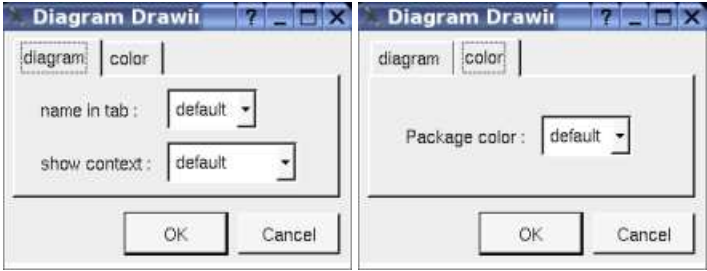 Diagram Drawi
?
diagram color
name in tab : default
show context : default
OK Cancel
Diagram Drawi
?
diagram color
Package color : default
OK Cancel